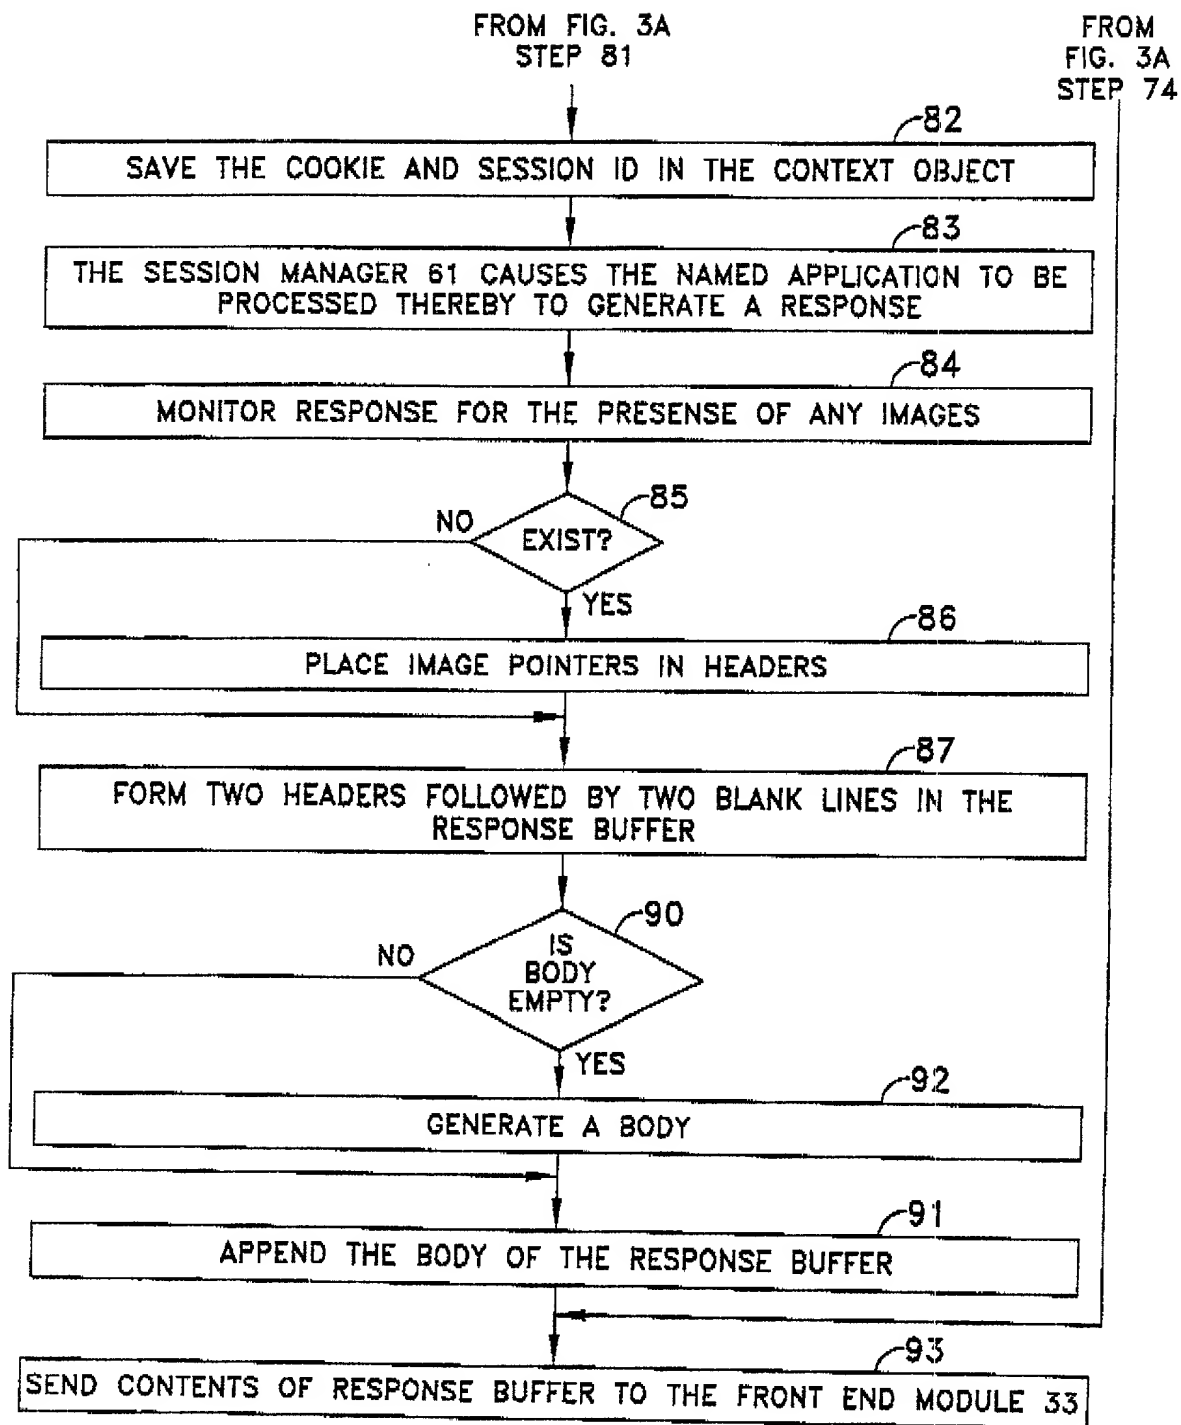 FROM FIG. 3A
STEP 81
FROM
FIG. 3A
STEP 74
82
SAVE THE COOKIE AND SESSION ID IN THE CONTEXT OBJECT
83
THE SESSION MANAGER 61 CAUSES THE NAMED APPLICATION TO BE
PROCESSED THEREBY TO GENERATE A RESPONSE
84
MONITOR RESPONSE FOR THE PRESENSE OF ANY IMAGES
85
NO
EXIST?
YES
86
PLACE IMAGE POINTERS IN HEADERS
87
FORM TWO HEADERS FOLLOWED BY TWO BLANK LINES IN THE
RESPONSE BUFFER
90
NO
IS
BODY
EMPTY?
YES
92
GENERATE A BODY
91
APPEND THE BODY OF THE RESPONSE BUFFER
93
SEND CONTENTS OF RESPONSE BUFFER TO THE FRONT END MODULE 33